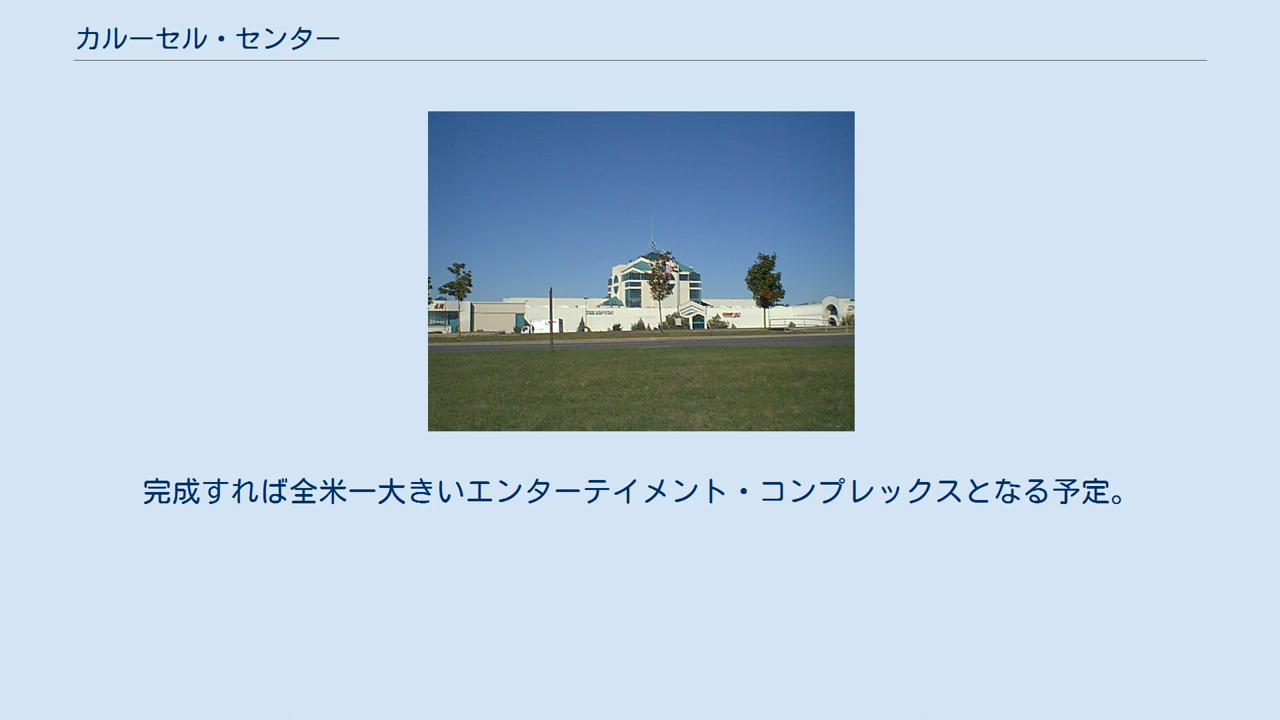 カルーセル・センター
完成すれば全米一大きいエンターテイメント・コンプレックスとなる予定。